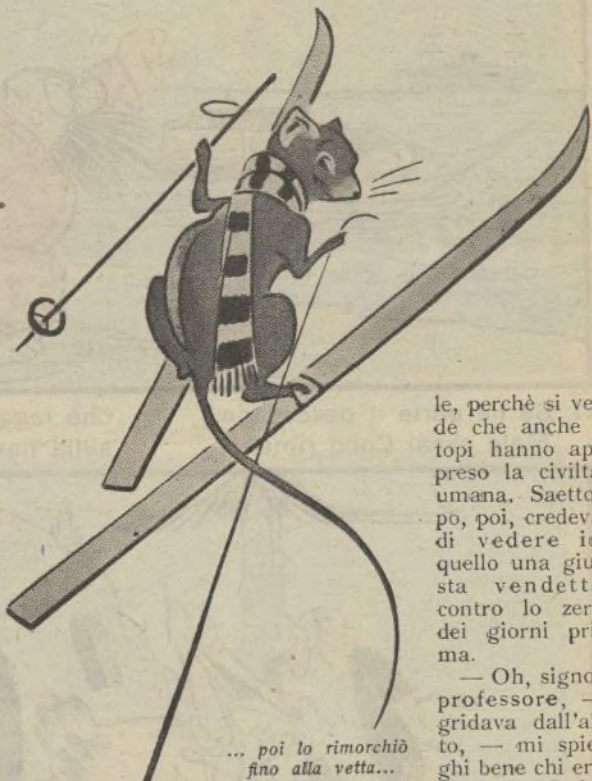 le, perchè si ve
de che anche
topi hanno ap
preso la civiltà
umana. Saetto
po, poi, credev
di vedere i
quello una giu
sta vendett
contro lo zer
dei giorni pri
ma.
— Oh, signo
professore, —
gridava dall'al
to, — mi spie
ghi bene chi er
... poi lo rimorchiò
fino alla vetta...